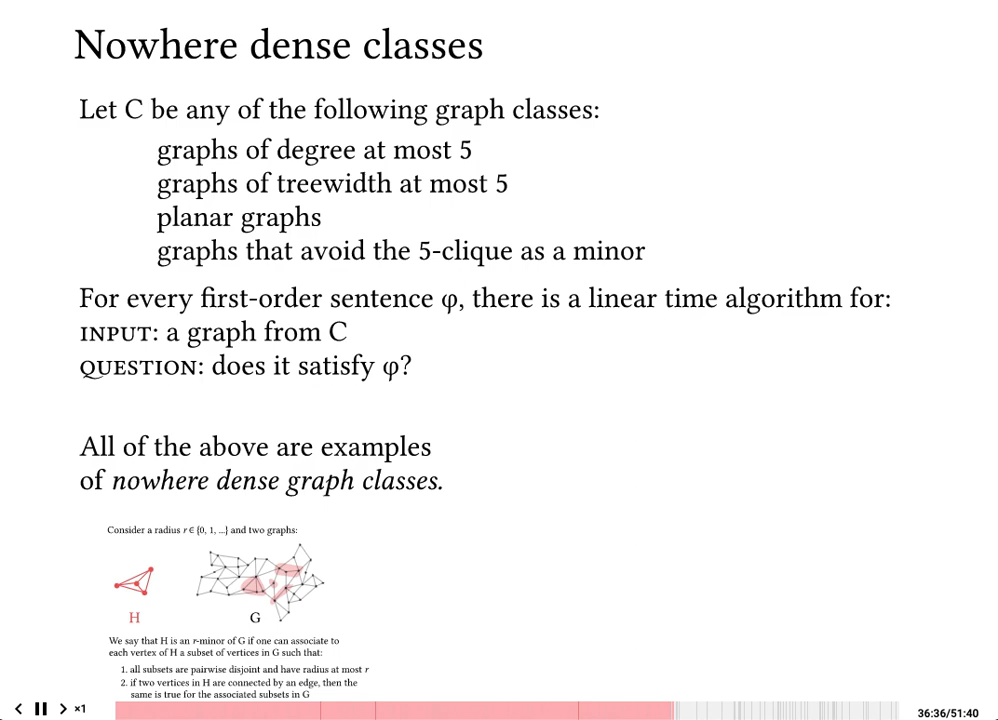 Nowhere dense classes
Let C be any of the following graph classes:
graphs of degree at most 5
graphs of treewidth at most 5
planar graphs
graphs that avoid the 5-clique as a minor
For every first-order sentence φ, there is a linear time algorithm for:
INPUT: a graph from C
QUESTION: does it satisfy φ?
All of the above are examples
of nowhere dense graph classes.
Consider a radius r ∈ {0, 1, ...} and two graphs:
H
G
We say that H is an r-minor of G if one can associate to
each vertex of H a subset of vertices in G such that:
1. all subsets are pairwise disjoint and have radius at most r
2. if two vertices in H are connected by an edge, then the
same is true for the associated subsets in G
×1
36:36/51:40